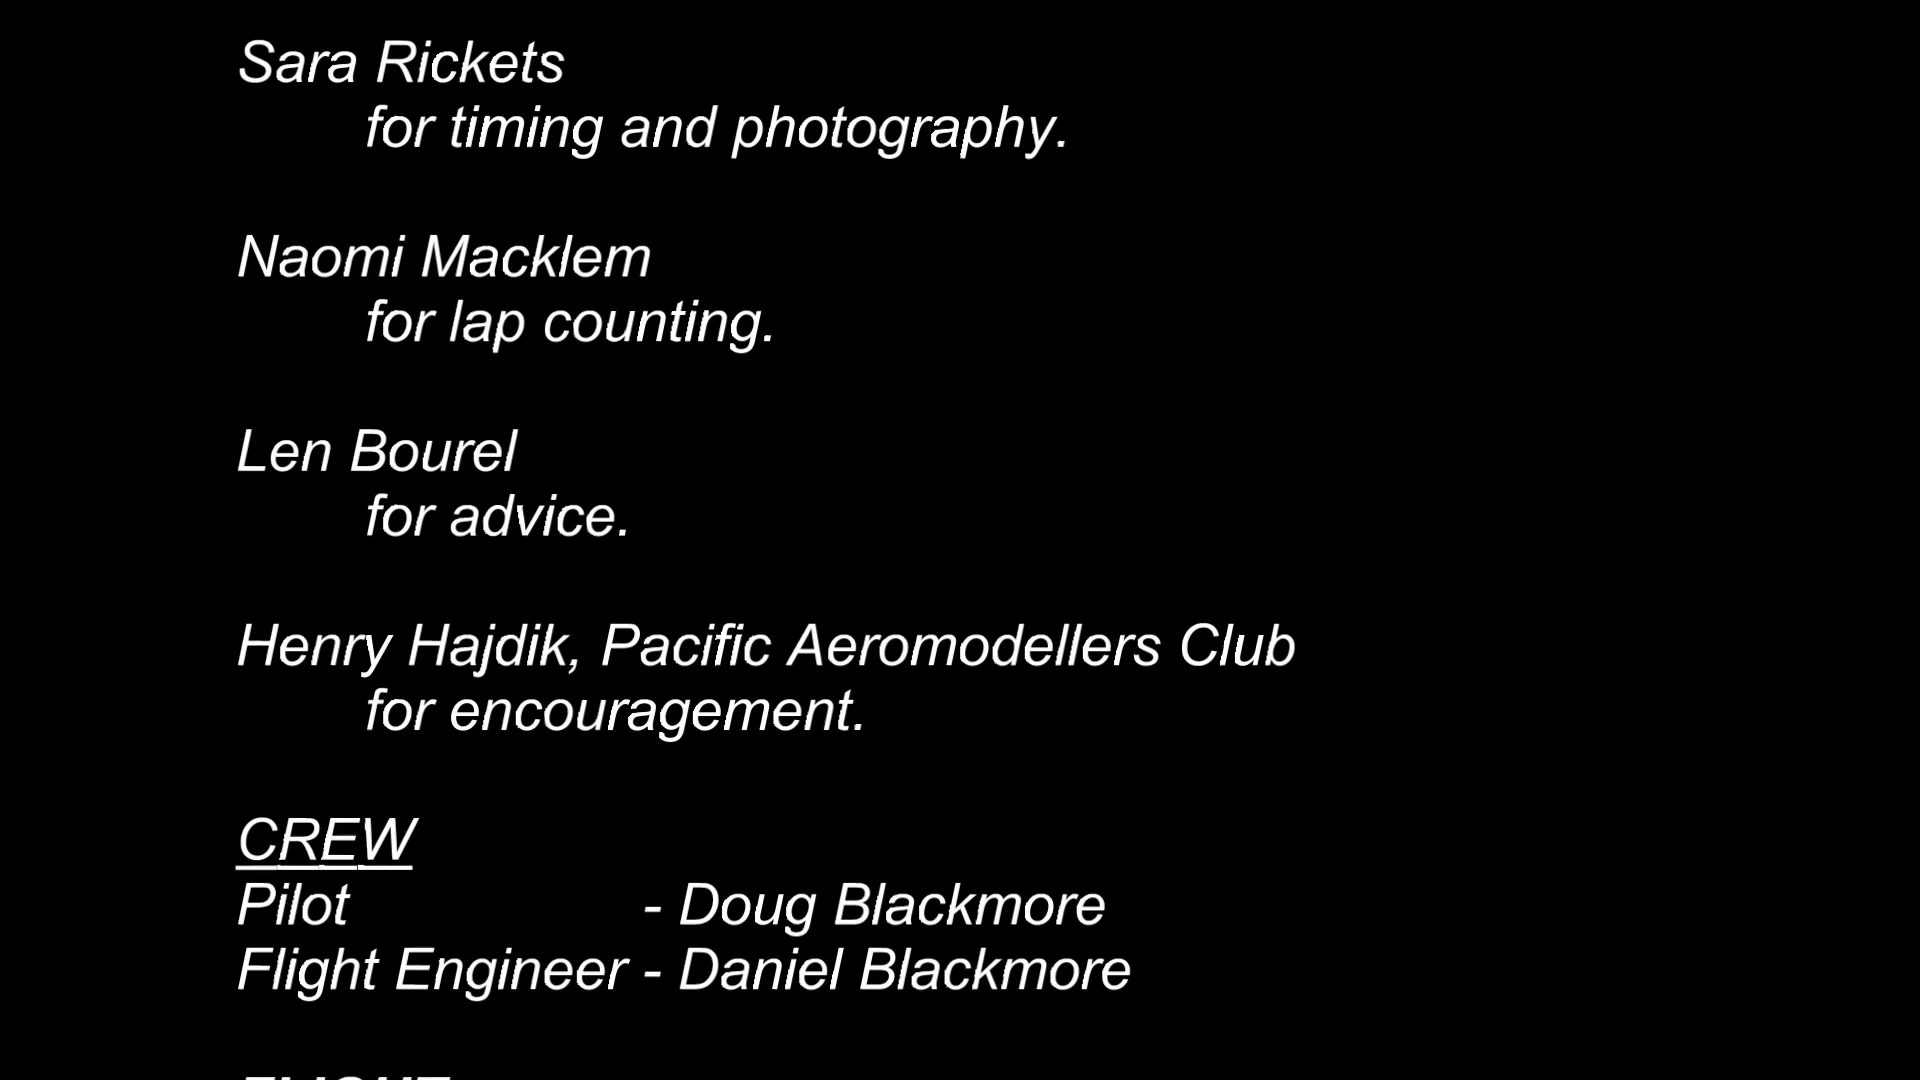 Sara Rickets
for timing and photography.
Naomi Macklem
for lap counting.
Len Bourel
for advice.
Henry Hajdik, Pacific Aeromodellers Club
for encouragement.
CREW
Pilot - Doug Blackmore
Flight Engineer - Daniel Blackmore